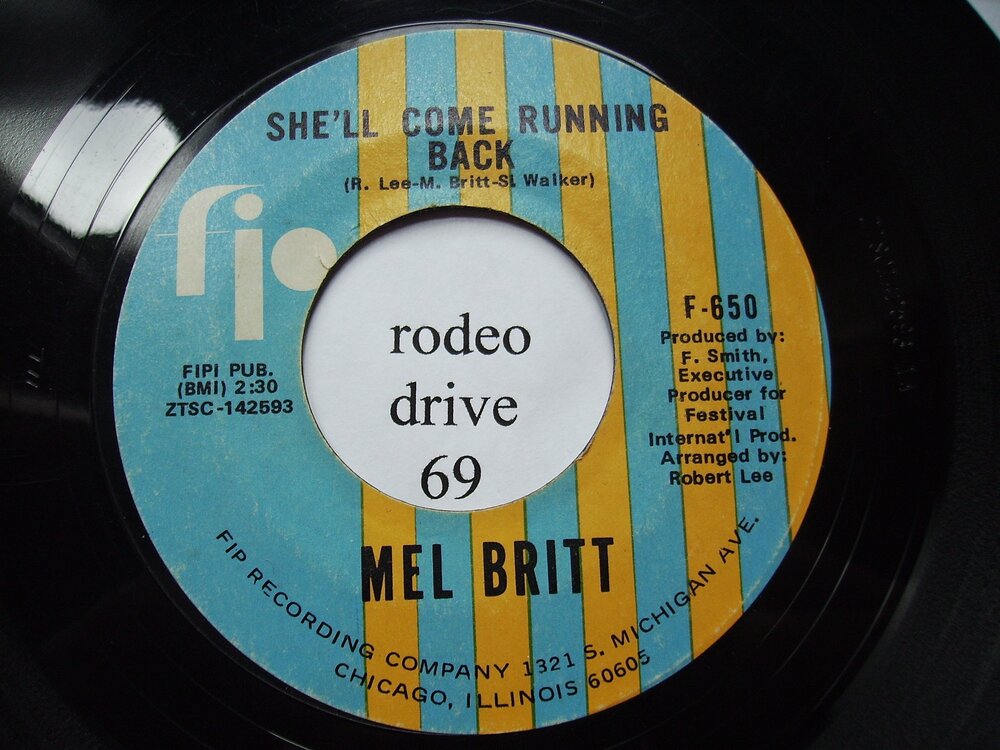 SHE'LL COME RUNNING
BACK
(R. Lee-M. Britt-SL Walker)
fip
F-650
Produced by:
F. Smith,
Executive
Producer for
Festival
Internat'l Prod.
Arranged by:
Robert Lee
FIPI PUB.
(BMI) 2:30
ZTSC-142593
rodeo
drive
69
MEL BRITT
FIP RECORDING COMPANY 1321 S. MICHIGAN AVE.
CHICAGO, ILLINOIS 60605